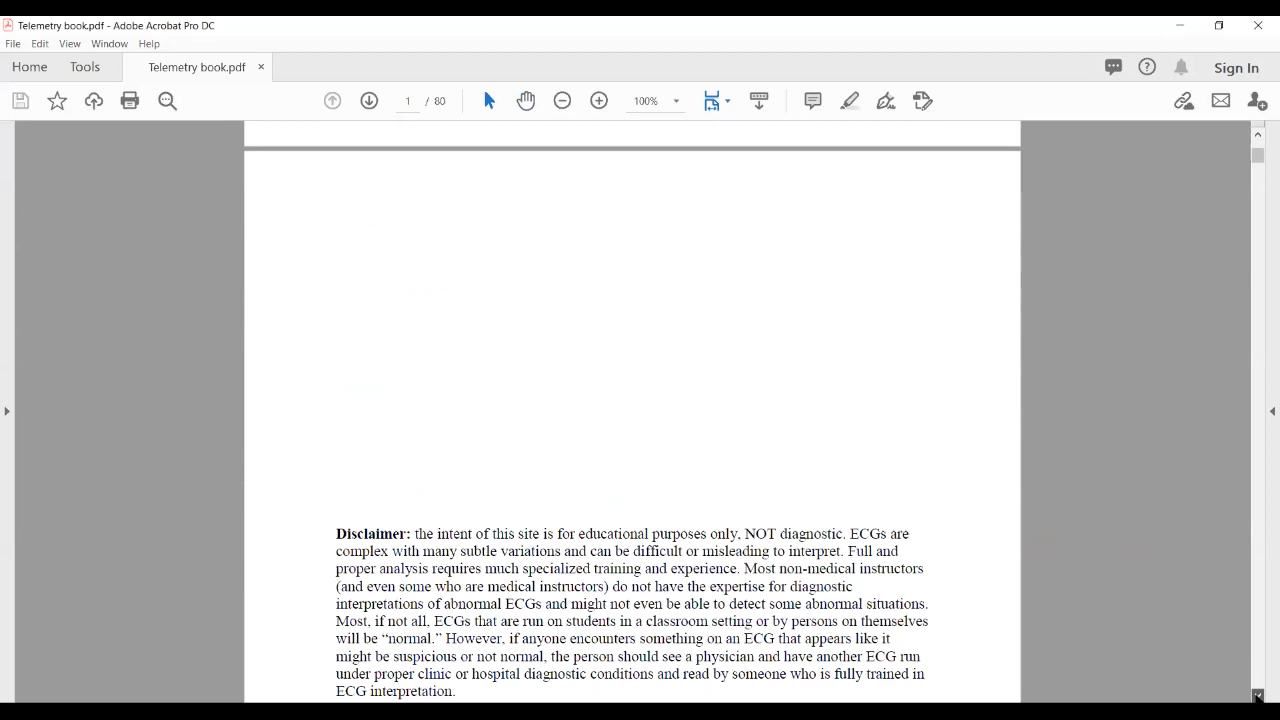 Telemetry book.pdf - Adobe Acrobat Pro DC
File Edit View Window Help
Home Tools Telemetry book.pdf × Sign In
1 / 80 100%
Disclaimer: the intent of this site is for educational purposes only, NOT diagnostic. ECGs are
complex with many subtle variations and can be difficult or misleading to interpret. Full and
proper analysis requires much specialized training and experience. Most non-medical instructors
(and even some who are medical instructors) do not have the expertise for diagnostic
interpretations of abnormal ECGs and might not even be able to detect some abnormal situations.
Most, if not all, ECGs that are run on students in a classroom setting or by persons on themselves
will be “normal.” However, if anyone encounters something on an ECG that appears like it
might be suspicious or not normal, the person should see a physician and have another ECG run
under proper clinic or hospital diagnostic conditions and read by someone who is fully trained in
ECG interpretation.